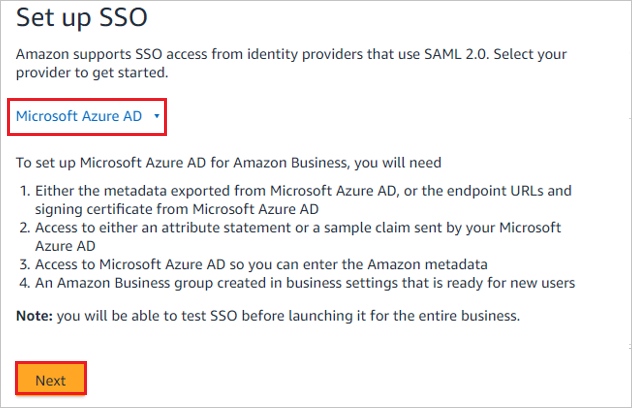 Set up SSO
Amazon supports SSO access from identity providers that use SAML 2.0. Select your
provider to get started.
Microsoft Azure AD
To set up Microsoft Azure AD for Amazon Business, you will need
1. Either the metadata exported from Microsoft Azure AD, or the endpoint URLs and
signing certificate from Microsoft Azure AD
2. Access to either an attribute statement or a sample claim sent by your Microsoft
Azure AD
3. Access to Microsoft Azure AD so you can enter the Amazon metadata
4. An Amazon Business group created in business settings that is ready for new users
Note: you will be able to test SSO before launching it for the entire business.
Next